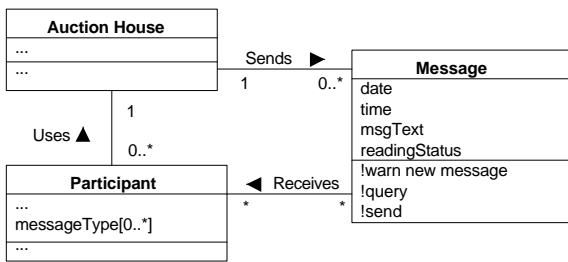 Auction House
...
...
Sends ▶
1 0..*
Message
date
time
msgText
readingStatus
!warn new message
!query
!send
1
Uses ▲
0..*
Participant
...
messageType[0..*]
...
◀ Receives
* *